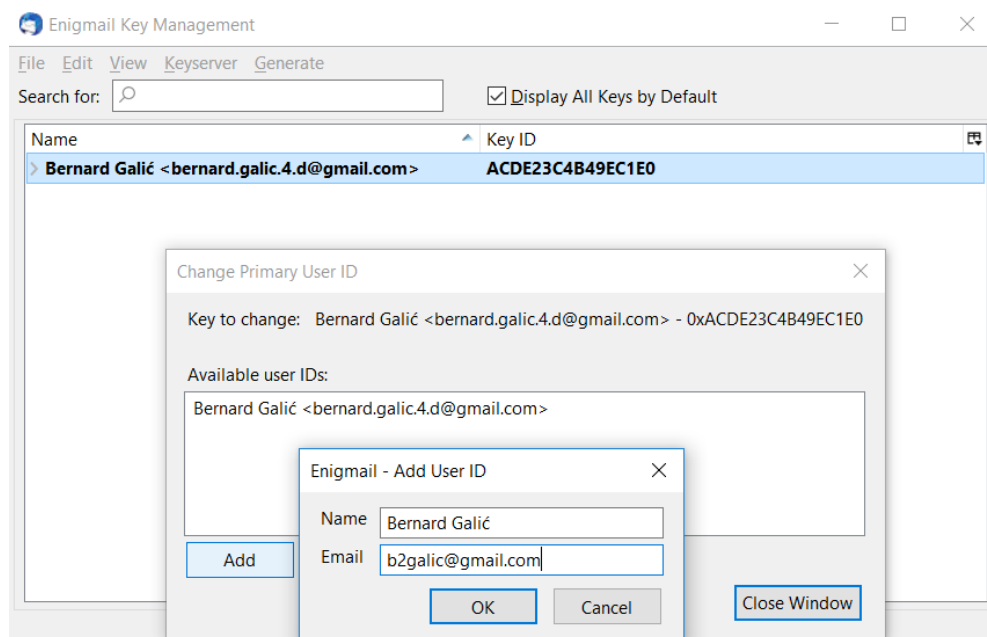 Enigmail Key Management
File Edit View Keyserver Generate
Search for: Display All Keys by Default
Name Key ID
Bernard Galić <bernard.galic.4.d@gmail.com> ACDE23C4B49EC1E0
Change Primary User ID
Key to change: Bernard Galić <bernard.galic.4.d@gmail.com> - 0xACDE23C4B49EC1E0
Available user IDs:
Bernard Galić <bernard.galic.4.d@gmail.com>
Enigmail - Add User ID
Name Bernard Galić
Add Email b2galic@gmail.com
OK Cancel Close Window